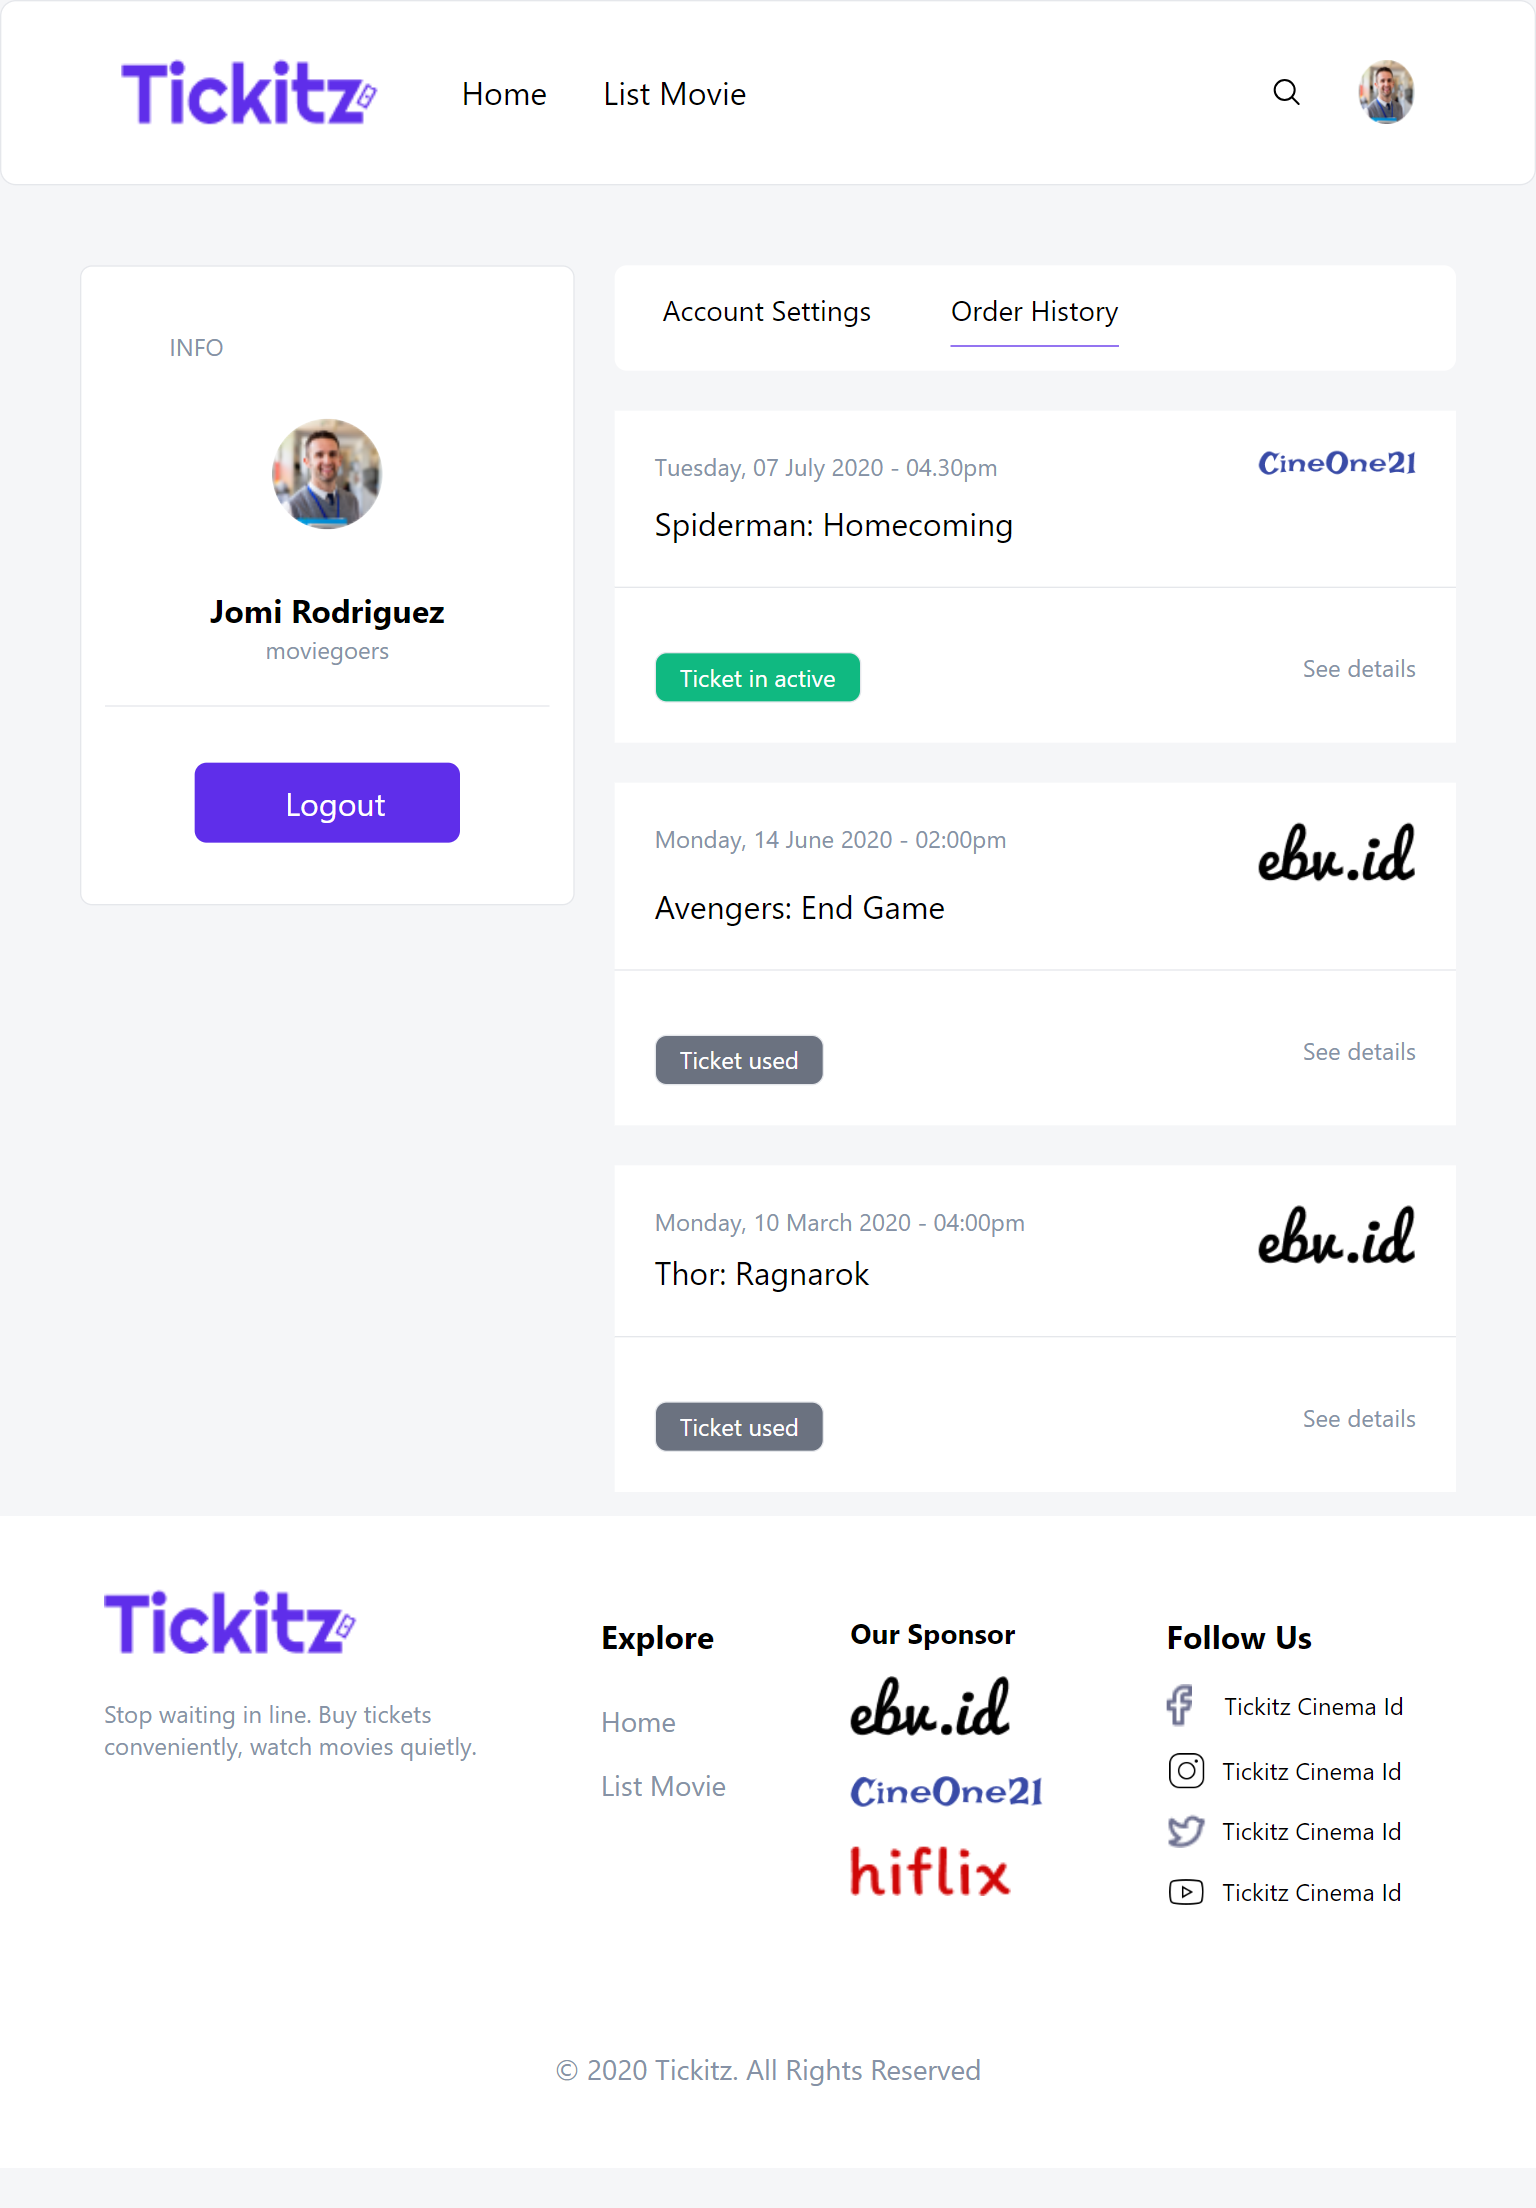 Tickitz
Home
List Movie
INFO
Jomi Rodriguez
moviegoers
Logout
Account Settings
Order History
Tuesday, 07 July 2020 - 04.30pm
CineOne21
Spiderman: Homecoming
Ticket in active
See details
Monday, 14 June 2020 - 02:00pm
ebv.id
Avengers: End Game
Ticket used
See details
Monday, 10 March 2020 - 04:00pm
ebv.id
Thor: Ragnarok
Ticket used
See details
Tickitz
Stop waiting in line. Buy tickets
conveniently, watch movies quietly.
Explore
Home
List Movie
Our Sponsor
ebv.id
CineOne21
hiflix
Follow Us
Tickitz Cinema Id
Tickitz Cinema Id
Tickitz Cinema Id
Tickitz Cinema Id
© 2020 Tickitz. All Rights Reserved